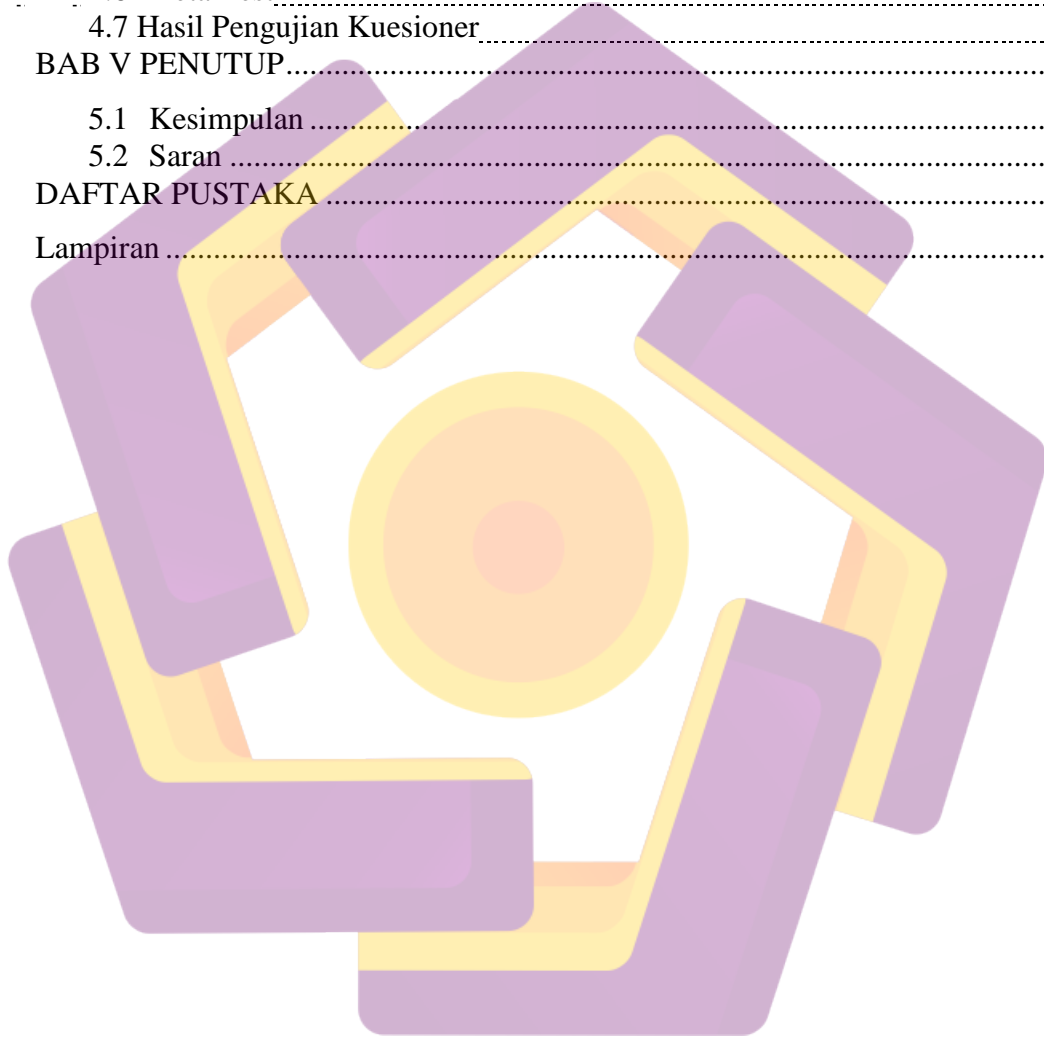 4.7 Hasil Pengujian Kuesioner
BAB V PENUTUP
5.1 Kesimpulan
5.2 Saran
DAFTAR PUSTAKA
Lampiran